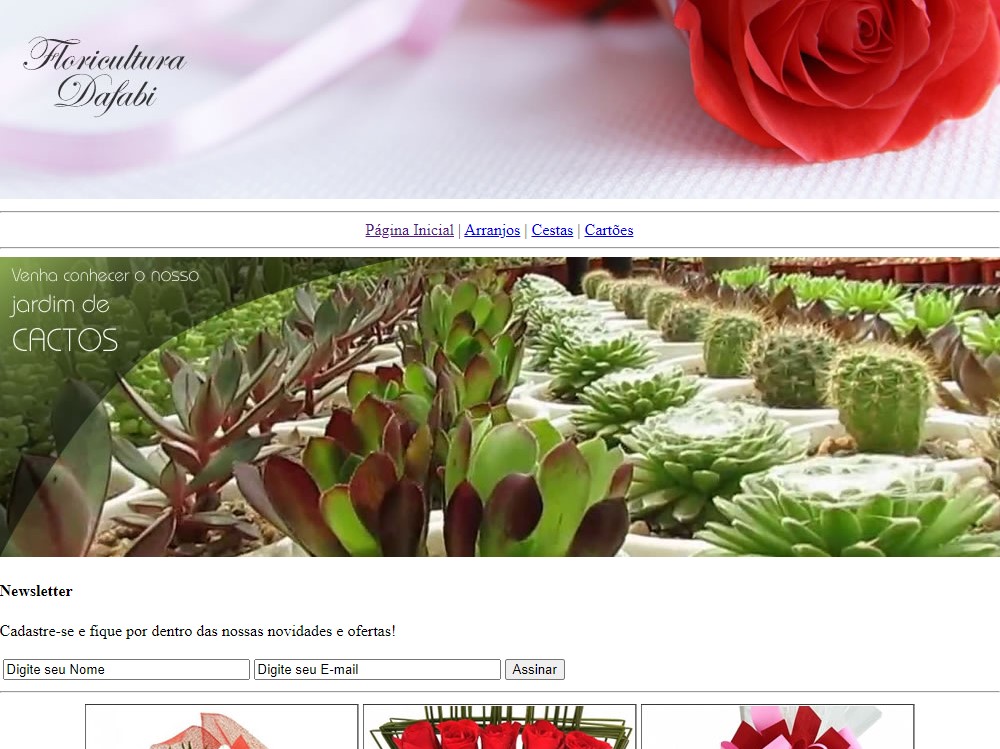 Floricultura
Dafabi
Página Inicial | Arranjos | Cestas | Cartões
Venha conhecer o nosso
jardim de
CACTOS
Newsletter
Cadastre-se e fique por dentro das nossas novidades e ofertas!
Digite seu Nome Digite seu E-mail Assinar